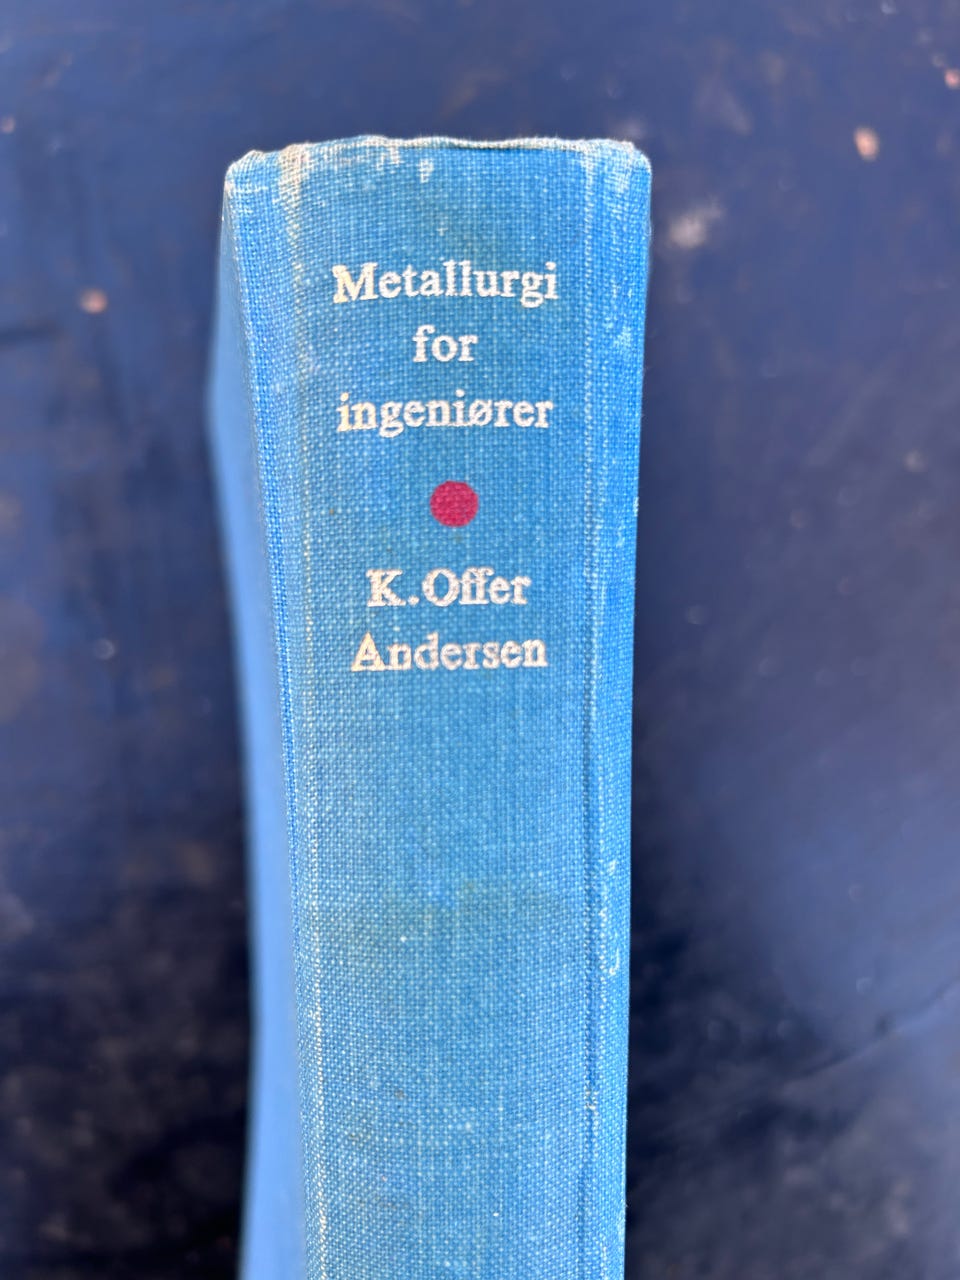 Metallurgi
for
ingeniører
K. Offer
Andersen